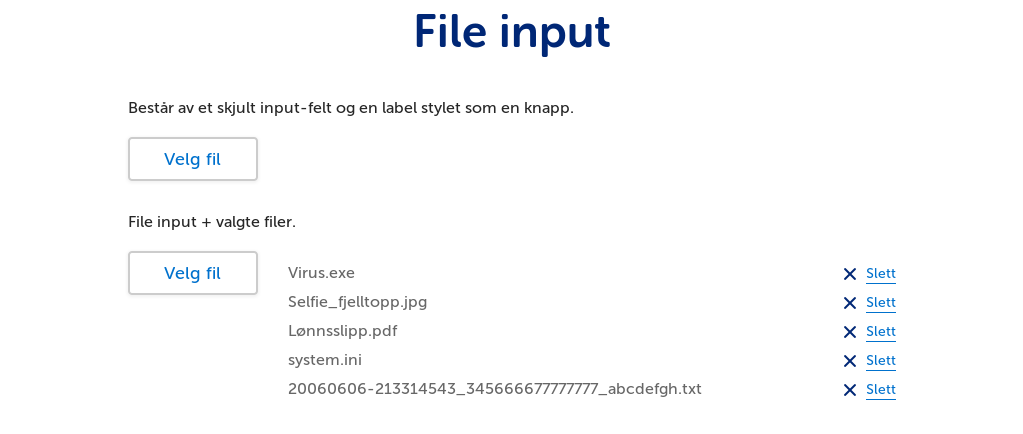 File input
Består av et skjult input-felt og en label stylet som en knapp.
Velg fil
File input + valgte filer.
Velg fil
Virus.exe Slett
Selfie_fjelltopp.jpg Slett
Lønnsslipp.pdf Slett
system.ini Slett
20060606-213314543_345666677777777_abcdefgh.txt Slett